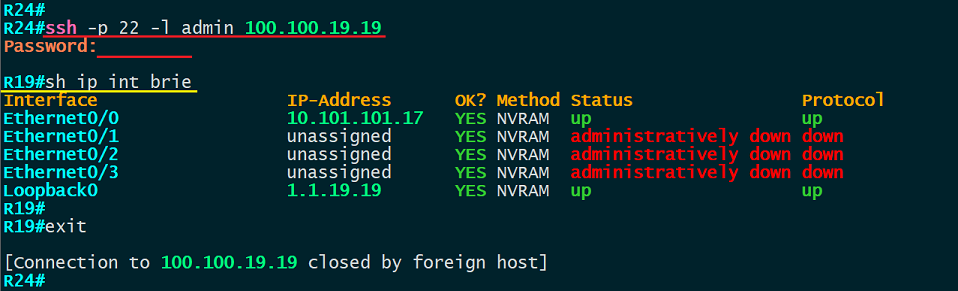 R24#
R24#ssh -p 22 -l admin 100.100.19.19
Password:
R19#sh ip int brie
Interface IP-Address OK? Method Status Protocol
Ethernet0/0 10.101.101.17 YES NVRAM up up
Ethernet0/1 unassigned YES NVRAM administratively down down
Ethernet0/2 unassigned YES NVRAM administratively down down
Ethernet0/3 unassigned YES NVRAM administratively down down
Loopback0 1.1.19.19 YES NVRAM up up
R19#
R19#exit
[Connection to 100.100.19.19 closed by foreign host]
R24#